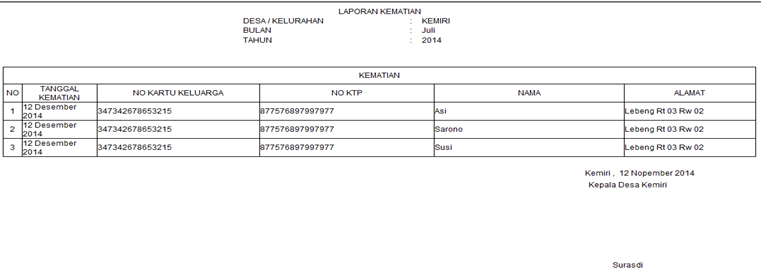 LAPORAN KEMATIAN
DESA / KELURAHAN : KEMIRI
BULAN : Juli
TAHUN : 2014
KEMATIAN
NO TANGGAL KEMATIAN NO KARTU KELUARGA NO KTP NAMA ALAMAT
1 12 Desember 2014 347342678653215 877576897997977 Asi Lebeng Rt 03 Rw 02
2 12 Desember 2014 347342678653215 877576897997977 Sarono Lebeng Rt 03 Rw 02
3 12 Desember 2014 347342678653215 877576897997977 Susi Lebeng Rt 03 Rw 02
Kemiri , 12 Nopember 2014
Kepala Desa Kemiri
Surasdi